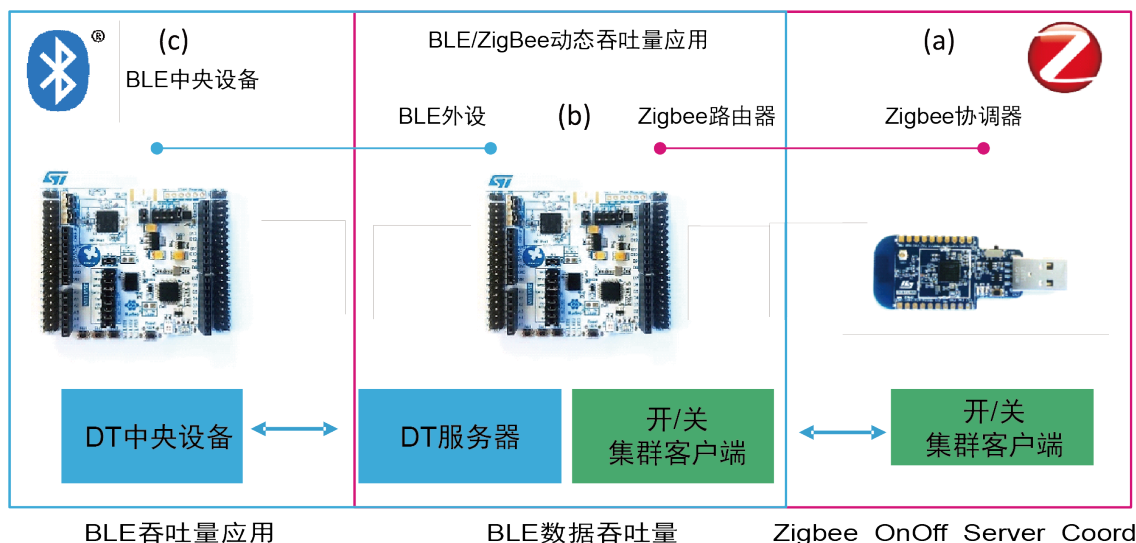 (c)
BLE中央设备
BLE/ZigBee动态吞吐量应用
(a)
BLE外设
(b)
Zigbee路由器
Zigbee协调器
ST
ST
DT中央设备
DT服务器
开/关
集群客户端
开/关
集群客户端
BLE吞吐量应用
BLE数据吞吐量
Zigbee_OnOff_Server_Coord